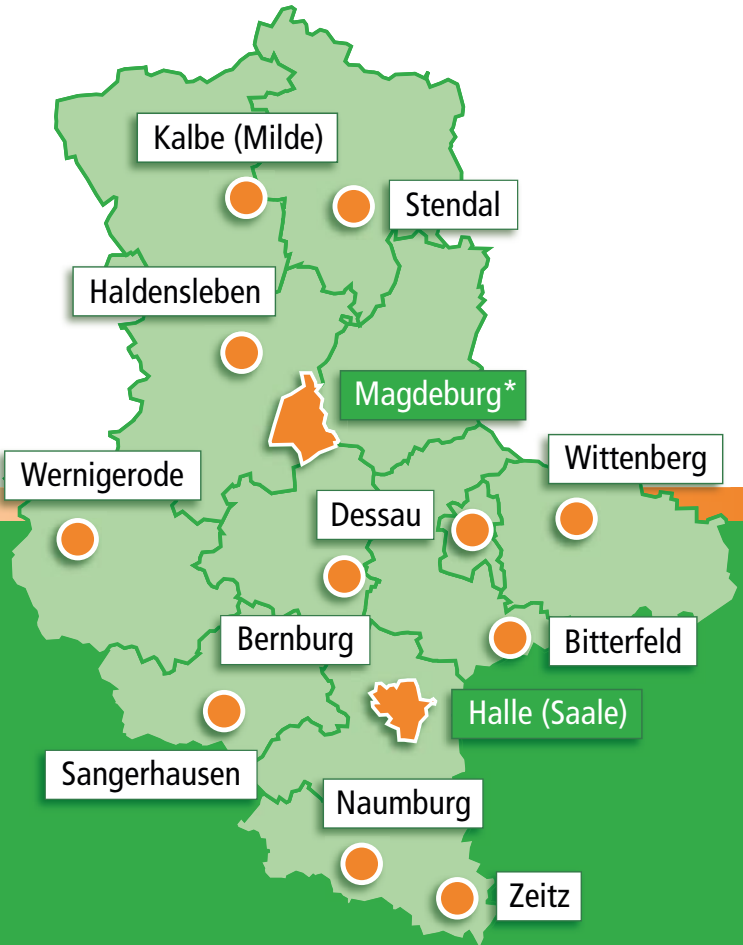 Kalbe (Milde)
Stendal
Haldensleben
Magdeburg*
Wittenberg
Wernigerode
Dessau
Bernburg
Bitterfeld
Halle (Saale)
Sangerhausen
Naumburg
Zeitz